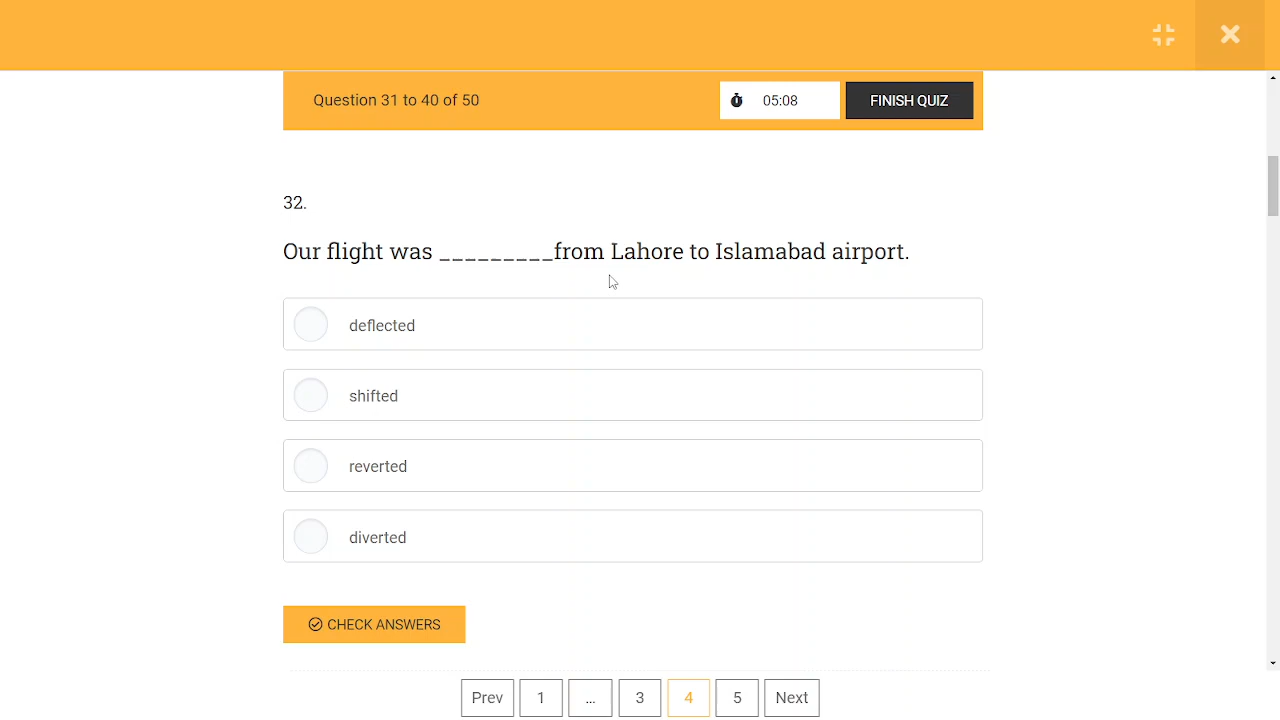 Question 31 to 40 of 50
05:08
FINISH QUIZ
32.
Our flight was _________from Lahore to Islamabad airport.
deflected
shifted
reverted
diverted
CHECK ANSWERS
Prev 1 ... 3 4 5 Next